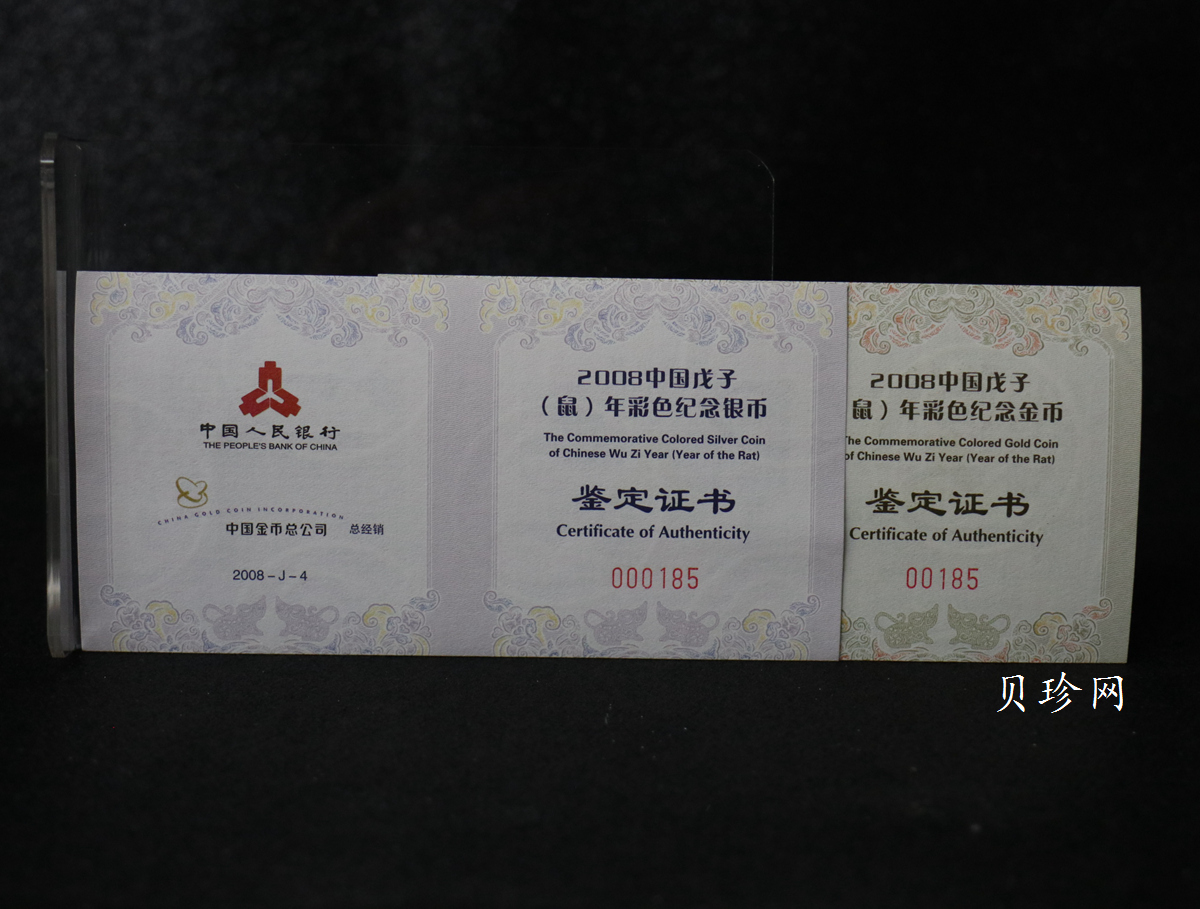 中国人民银行
THE PEOPLE'S BANK OF CHINA
CHINA GOLD COIN INCORPORATION
中国金币总公司 总经销
2008-J-4
2008中国戊子
（鼠）年彩色纪念银币
The Commemorative Colored Silver Coin
of Chinese Wu Zi Year (Year of the Rat)
鉴定证书
Certificate of Authenticity
000185
2008中国戊子
鼠）年彩色纪念金币
The Commemorative Colored Gold Coin
of Chinese Wu Zi Year (Year of the Rat)
鉴定证书
Certificate of Authenticity
00185
贝珍网